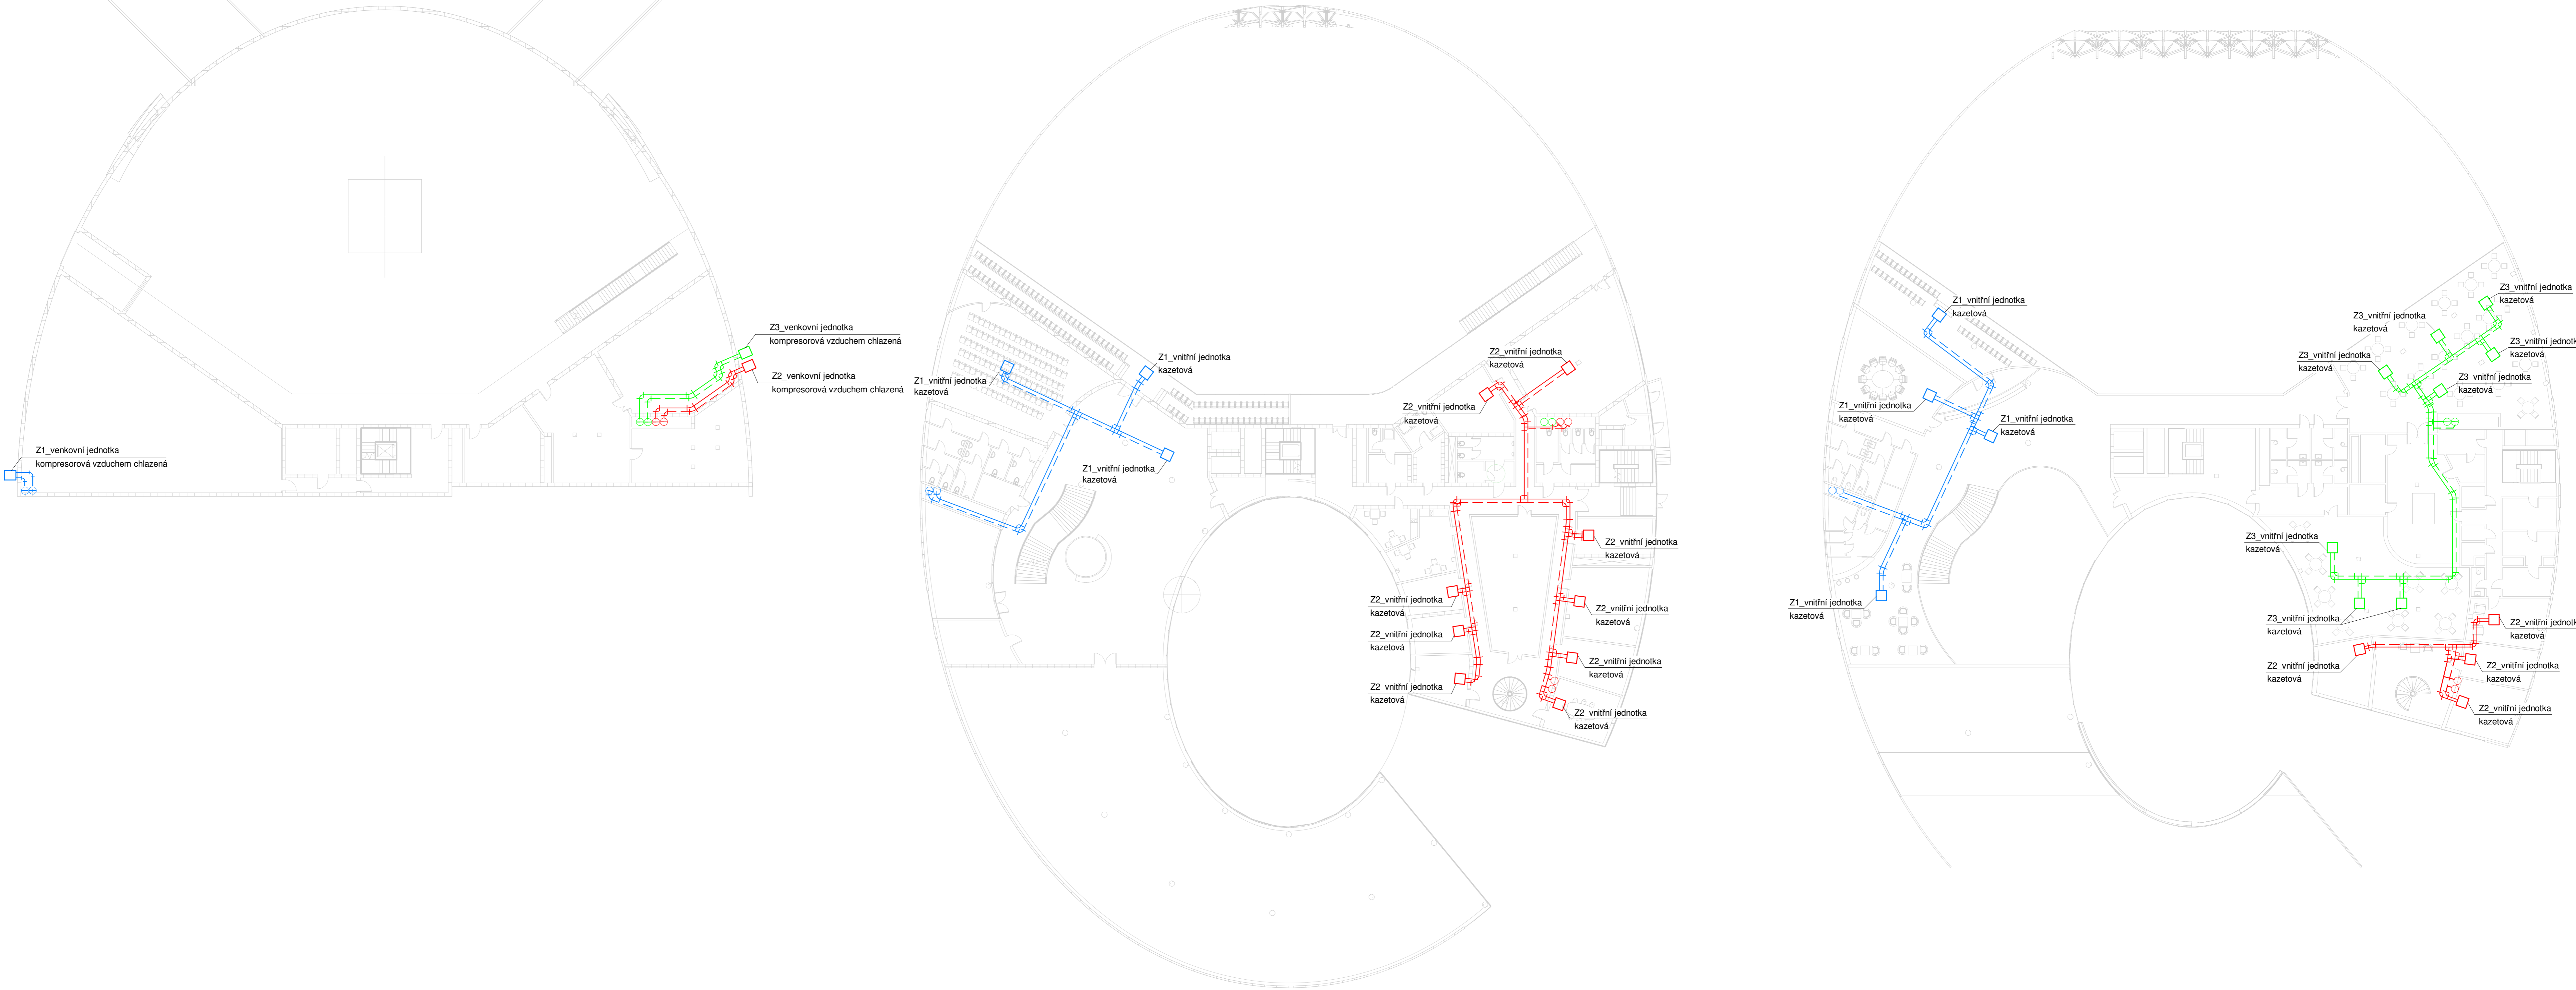 Z3_venkovní jednotka
kompresorová vzduchem chlazená
Z2_venkovní jednotka
kompresorová vzduchem chlazená
Z1_venkovní jednotka
kompresorová vzduchem chlazená
Z1_vnitřní jednotka
kazetová
Z1_vnitřní jednotka
kazetová
Z1_vnitřní jednotka
kazetová
Z2_vnitřní jednotka
kazetová
Z2_vnitřní jednotka
kazetová
Z2_vnitřní jednotka
kazetová
Z2_vnitřní jednotka
kazetová
Z2_vnitřní jednotka
kazetová
Z2_vnitřní jednotka
kazetová
Z2_vnitřní jednotka
kazetová
Z2_vnitřní jednotka
kazetová
Z2_vnitřní jednotka
kazetová
Z1_vnitřní jednotka
kazetová
Z1_vnitřní jednotka
kazetová
Z1_vnitřní jednotka
kazetová
Z1_vnitřní jednotka
kazetová
Z3_vnitřní jednotka
kazetová
Z3_vnitřní jednotka
kazetová
Z3_vnitřní jednotk
kazetová
Z3_vnitřní jednotka
kazetová
Z3_vnitřní jednotka
kazetová
Z3_vnitřní jednotka
kazetová
Z3_vnitřní jednotka
kazetová
Z2_vnitřní jednotk
kazetová
Z2_vnitřní jednotka
kazetová
Z2_vnitřní jednotka
kazetová
Z2_vnitřní jednotka
kazetová